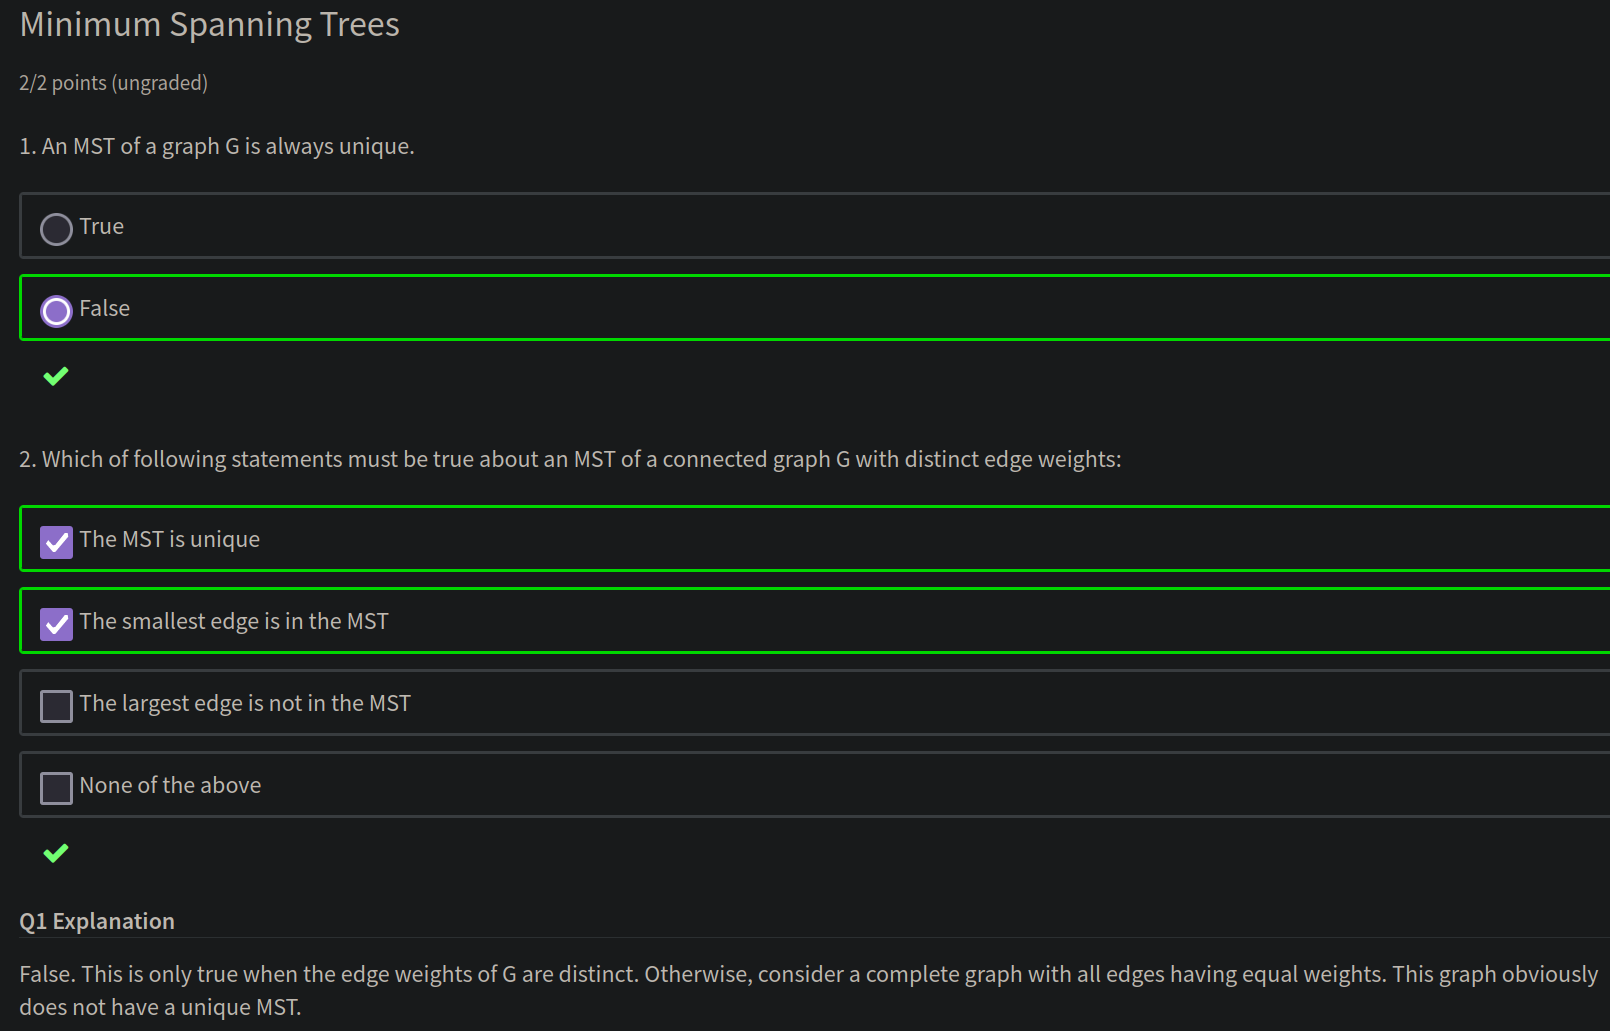 Minimum Spanning Trees
2/2 points (ungraded)
1. An MST of a graph G is always unique.
True
False
2. Which of following statements must be true about an MST of a connected graph G with distinct edge weights:
The MST is unique
The smallest edge is in the MST
The largest edge is not in the MST
None of the above
Q1 Explanation
False. This is only true when the edge weights of G are distinct. Otherwise, consider a complete graph with all edges having equal weights. This graph obviously
does not have a unique MST.